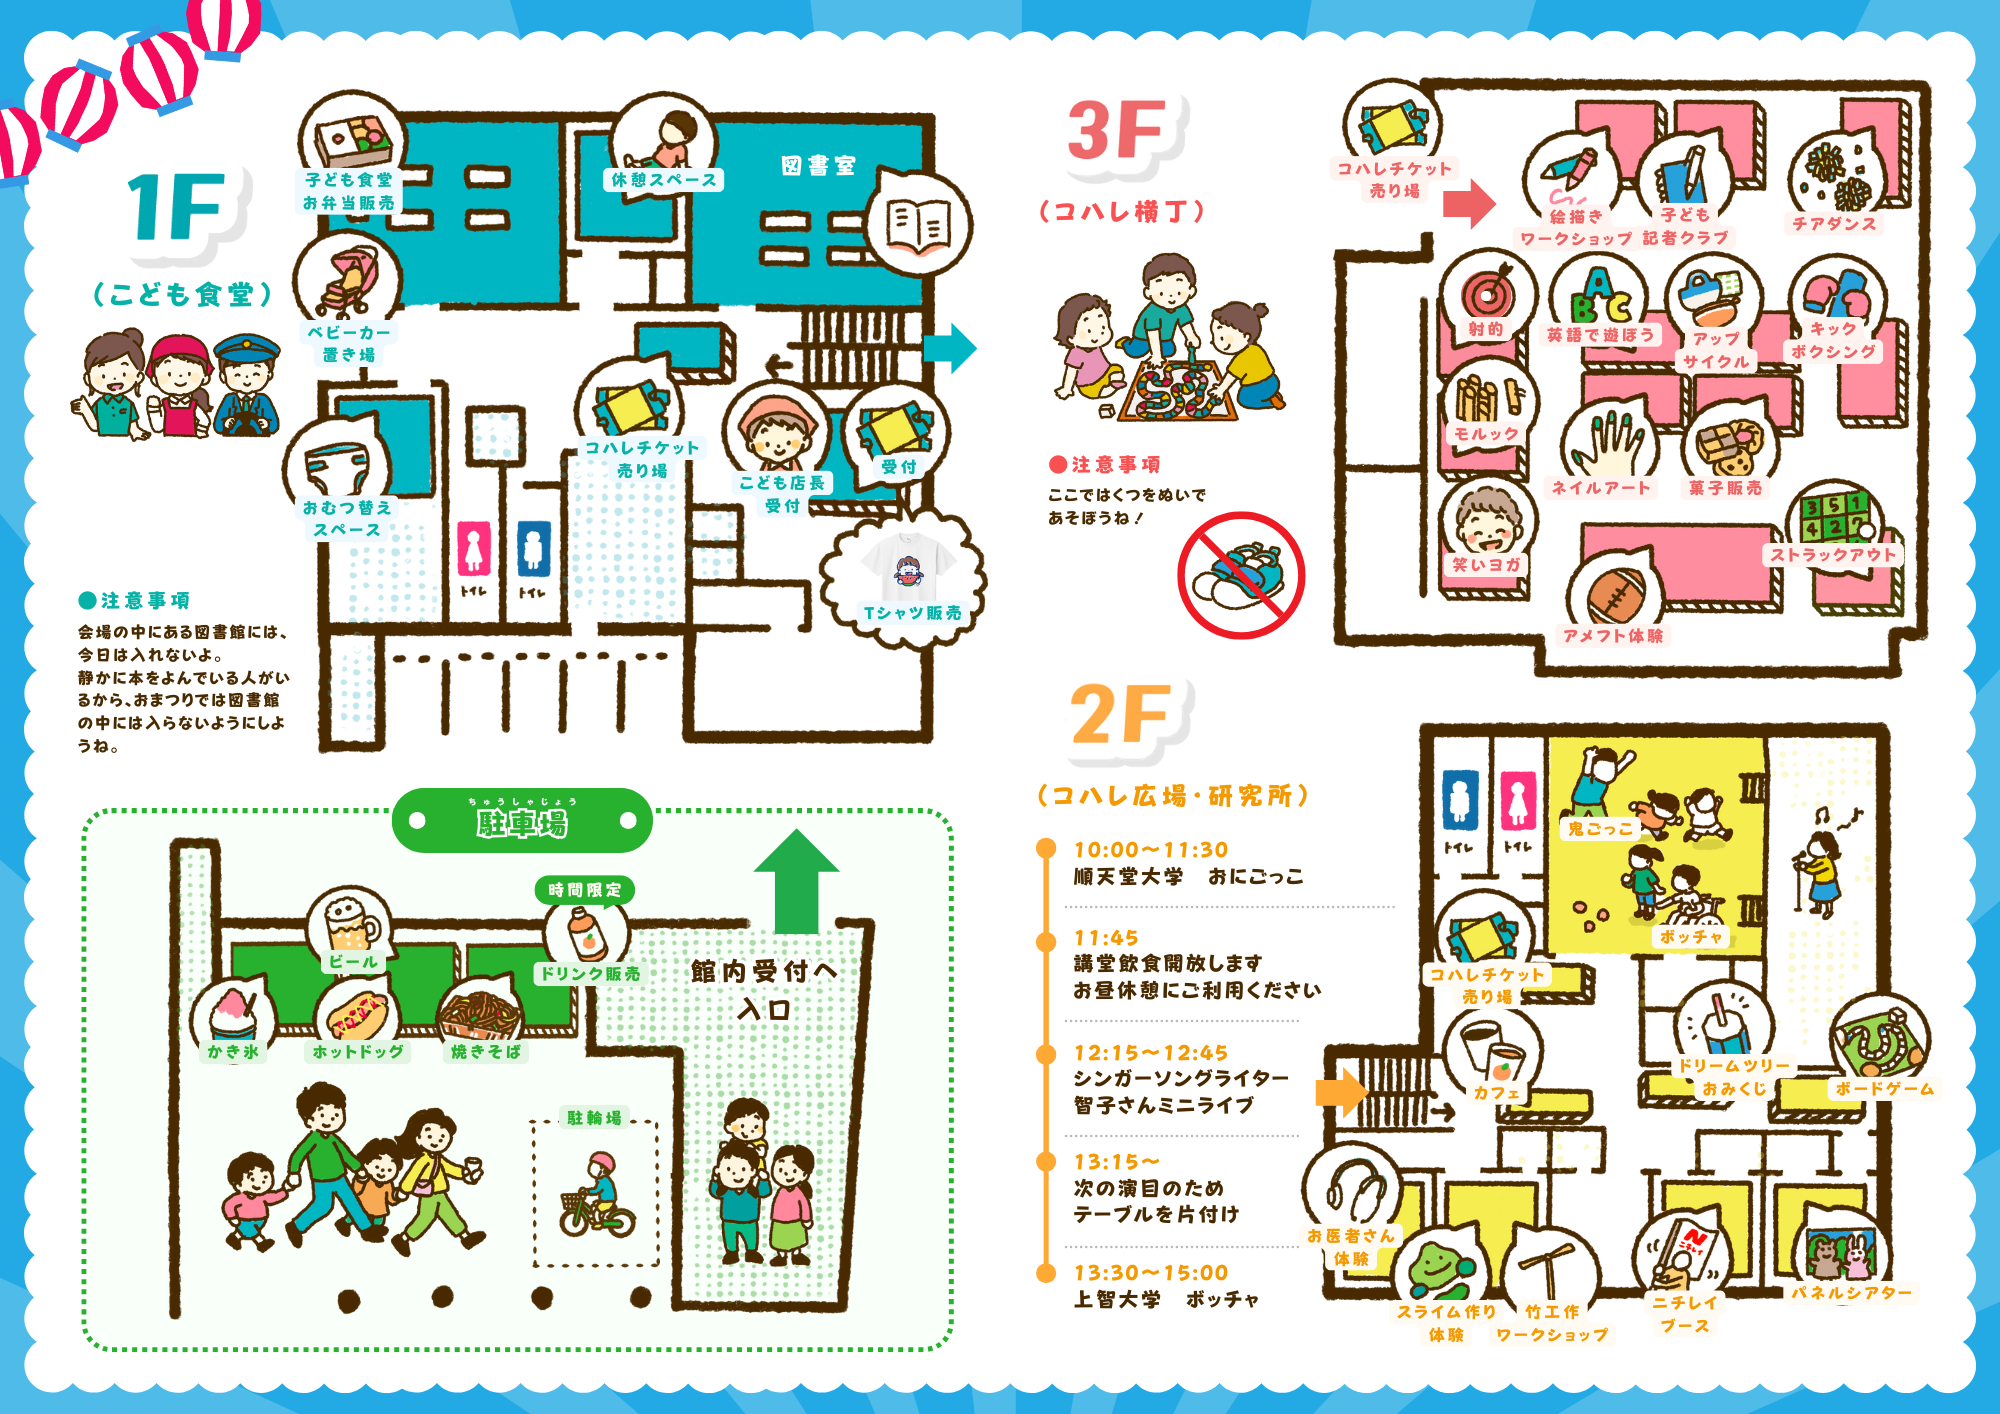 1F
（こども食堂）
子ども食堂
お弁当販売
休憩スペース
図書室
ベビーカー
置き場
おむつ替え
スペース
コハレチケット
売り場
こども店長
受付
受付
トイレ
トイレ
Tシャツ販売
●注意事項
会場の中にある図書館には、
今日は入れないよ。
静かに本をよんでいる人がい
るから、おまつりでは図書館
の中には入らないようにしよ
うね。
ちゅうしゃじょう
駐車場
時間限定
ビール
ドリンク販売
かき氷
ホットドッグ
焼きそば
館内受付へ
入口
駐輪場
3F
（コハレ横丁）
●注意事項
ここではくつをぬいで
あそぼうね！
コハレチケット
売り場
絵描き
ワークショップ
子ども
記者クラブ
チアダンス
射的
ABC
英語で遊ぼう
アップ
サイクル
キック
ボクシング
モルック
ネイルアート
菓子販売
笑いヨガ
アメフト体験
3 5 1
4 2 7
ストラックアウト
2F
（コハレ広場・研究所）
10:00〜11:30
順天堂大学　おにごっこ
11:45
講堂飲食開放します
お昼休憩にご利用ください
12:15〜12:45
シンガーソングライター
智子さんミニライブ
13:15〜
次の演目のため
テーブルを片付け
13:30〜15:00
上智大学　ボッチャ
トイレ
トイレ
鬼ごっこ
ボッチャ
コハレチケット
売り場
カフェ
ドリームツリー
おみくじ
ボードゲーム
お医者さん
体験
スライム作り
体験
竹工作
ワークショップ
N
ニチレイ
ニチレイ
ブース
パネルシアター